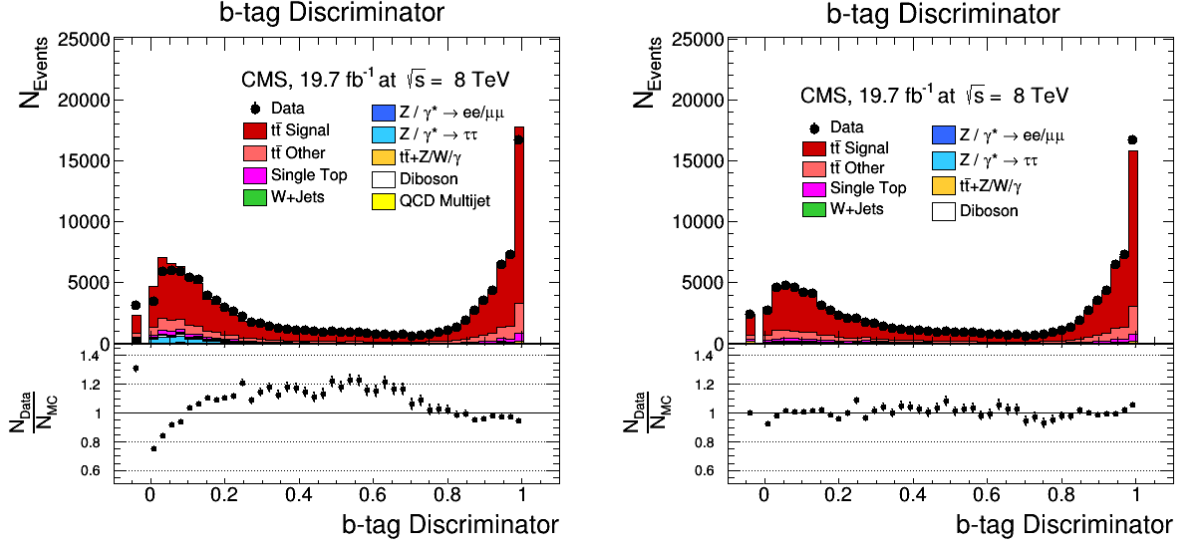 b-tag Discriminator
N_Events
25000
20000
15000
10000
5000
0
CMS, 19.7 fb⁻¹ at √s = 8 TeV
Data
tt̄ Signal
tt̄ Other
Single Top
W+Jets
Z / γ* → ee/μμ
Z / γ* → ττ
tt̄+Z/W/γ
Diboson
QCD Multijet
N_Data
N_MC
1.4
1.2
1
0.8
0.6
0 0.2 0.4 0.6 0.8 1
b-tag Discriminator
b-tag Discriminator
N_Events
25000
20000
15000
10000
5000
0
CMS, 19.7 fb⁻¹ at √s = 8 TeV
Data
tt̄ Signal
tt̄ Other
Single Top
W+Jets
Z / γ* → ee/μμ
Z / γ* → ττ
tt̄+Z/W/γ
Diboson
N_Data
N_MC
1.4
1.2
1
0.8
0.6
0 0.2 0.4 0.6 0.8 1
b-tag Discriminator